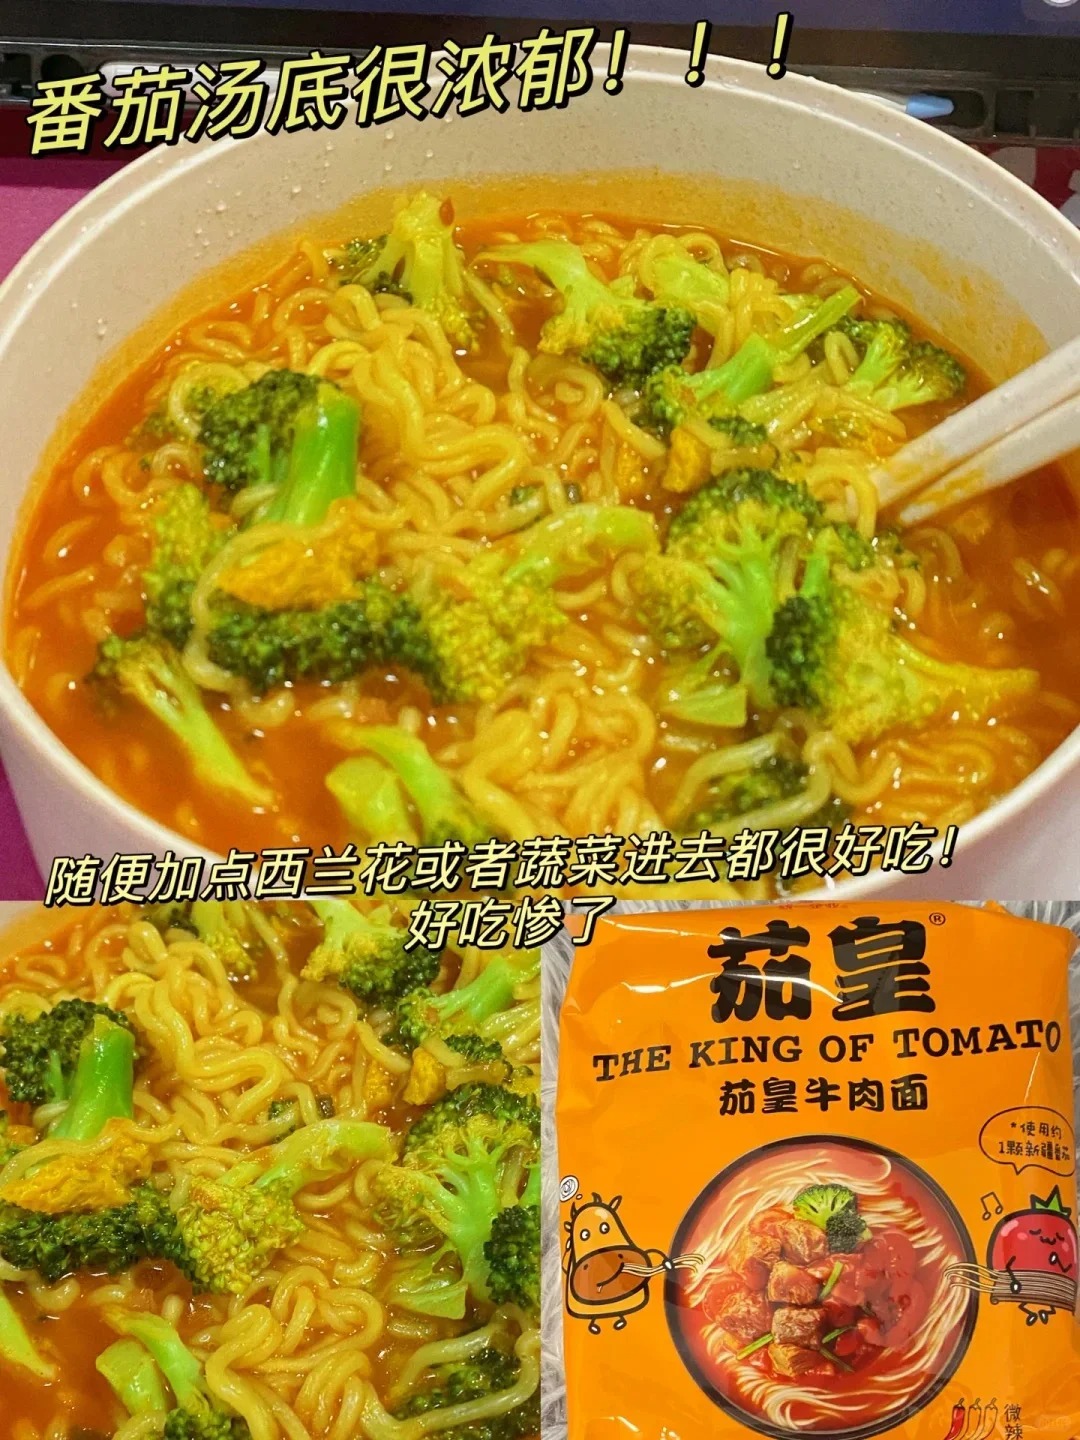 番茄汤底很浓郁！！！
随便加点西兰花或者蔬菜进去都很好吃！
好吃惨了
茄皇®
THE KING OF TOMATO
茄皇牛肉面
*使用约
1颗新疆番茄
微辣